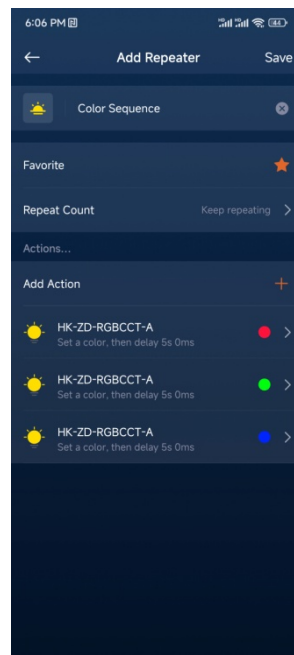 6:06 PM
Add Repeater
Save
Color Sequence
Favorite
Repeat Count
Keep repeating
Actions...
Add Action
HK-ZD-RGBCCT-A
Set a color, then delay 5s 0ms
HK-ZD-RGBCCT-A
Set a color, then delay 5s 0ms
HK-ZD-RGBCCT-A
Set a color, then delay 5s 0ms